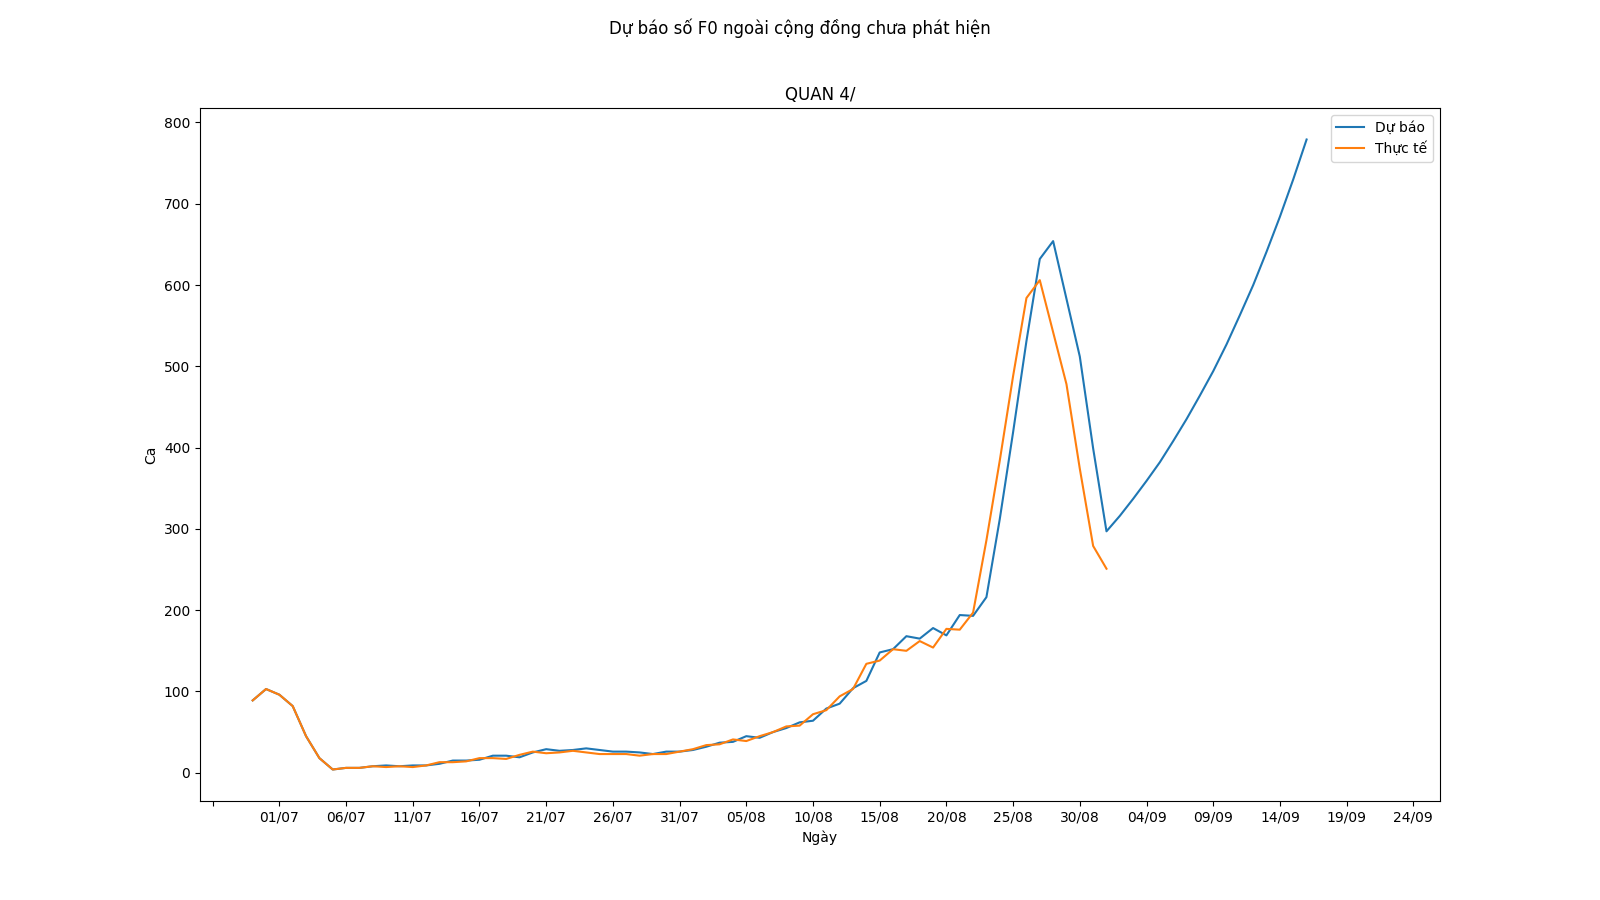 Dự báo số F0 ngoài cộng đồng chưa phát hiện
QUAN 4/
Dự báo
Thực tế
800
700
600
500
400
300
200
100
0
Ca
01/07 06/07 11/07 16/07 21/07 26/07 31/07 05/08 10/08 15/08 20/08 25/08 30/08 04/09 09/09 14/09 19/09 24/09
Ngày